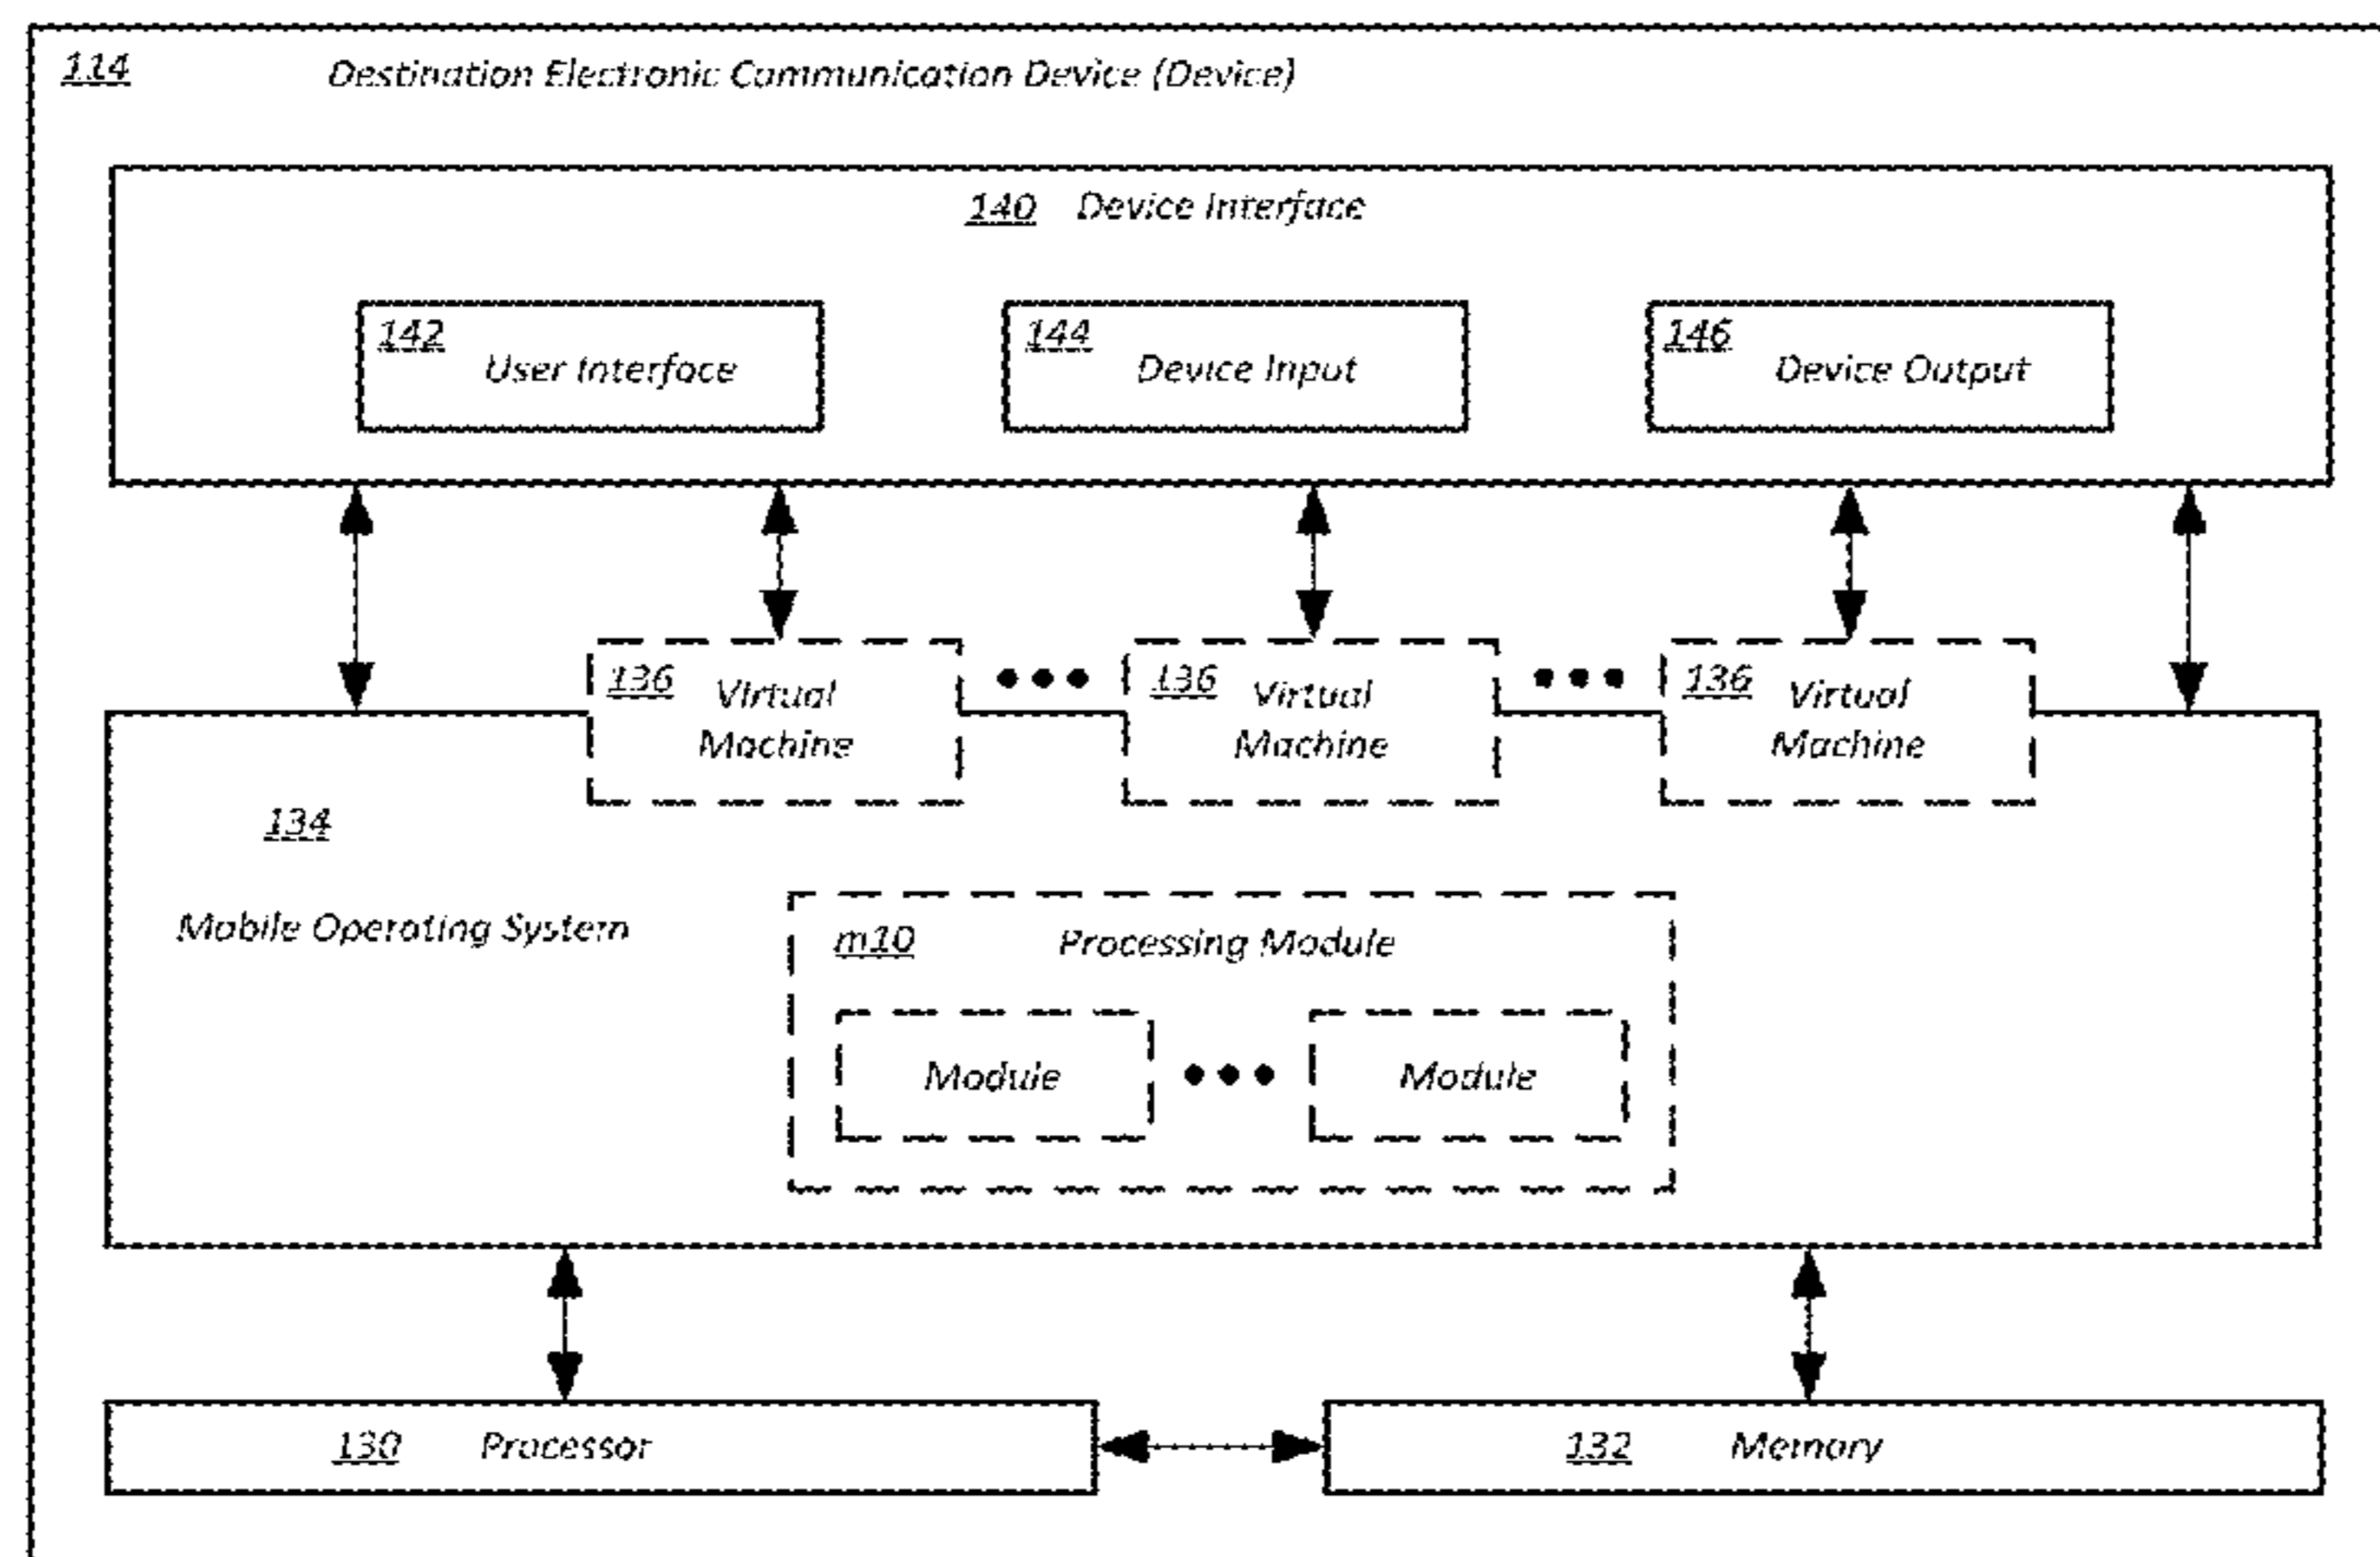 114 Destination Electronic Communication Device (Device)
140 Device Interface
142 User Interface
144 Device Input
146 Device Output
136 Virtual
Machine
136 Virtual
Machine
136 Virtual
Machine
134
Mobile Operating System
m10 Processing Module
Module
Module
130 Processor
132 Memory